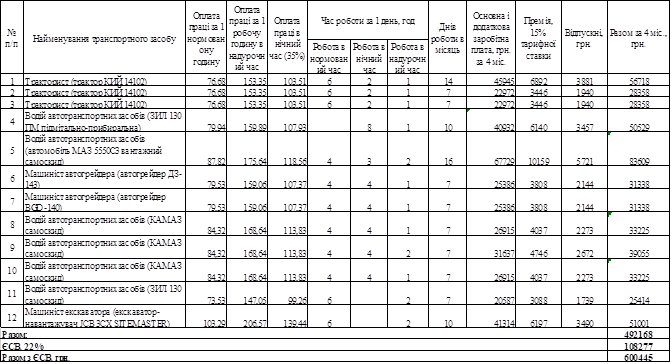 № п/п | Найменування транспортного засобу | Оплата праці за 1 нормовану годину | Оплата праці за 1 робочу годину в надурочний час | Оплата праці в нічний час (35%) | Час роботи за 1 день, год | Днів роботи в місяць | Основна і додаткова заробітна плата, грн. за 4 міс. | Премія, 15% тарифної ставки | Відпускні, грн. | Разом за 4 міс., грн.
Робота в нормований час | Робота в нічний час | Робота в надурочний час
1 | Тракторист (трактор КИЙ 14102) | 76.68 | 153.35 | 103.51 | 6 | 2 | 1 | 14 | 45945 | 6892 | 3881 | 56718
2 | Тракторист (трактор КИЙ 14102) | 76.68 | 153.35 | 103.51 | 6 | 2 | 1 | 7 | 22972 | 3446 | 1940 | 28358
3 | Тракторист (трактор КИЙ 14102) | 76.68 | 153.35 | 103.51 | 6 | 2 | 1 | 7 | 22972 | 3446 | 1940 | 28358
4 | Водій автотранспортних засобів (ЗИЛ 130 ПМ підмітально-прибиральна) | 79.94 | 159.89 | 107.93 | 8 | 1 | 10 | 40932 | 6140 | 3457 | 50529
5 | Водій автотранспортних засобів (автомобіль МАЗ 5550С3 вантажний самоскид) | 87.82 | 175.64 | 118.56 | 4 | 3 | 2 | 16 | 67729 | 10159 | 5721 | 83609
6 | Машиніст автогрейдера (автогрейдер ДЗ-143) | 79.53 | 159.06 | 107.37 | 4 | 4 | 1 | 7 | 25386 | 3808 | 2144 | 31338
7 | Машиніст автогрейдера (автогрейдер BGD -140) | 79.53 | 159.06 | 107.37 | 4 | 4 | 1 | 7 | 25386 | 3808 | 2144 | 31338
8 | Водій автотранспортних засобів (КАМАЗ самоскид) | 84,32 | 168,64 | 113,83 | 4 | 4 | 1 | 7 | 26915 | 4037 | 2273 | 33225
9 | Водій автотранспортних засобів (КАМАЗ самоскид) | 84,32 | 168,64 | 113,83 | 4 | 4 | 2 | 7 | 31637 | 4746 | 2672 | 39055
10 | Водій автотранспортних засобів (КАМАЗ самоскид) | 84.32 | 168.64 | 113.83 | 4 | 4 | 1 | 7 | 26915 | 4037 | 2273 | 33225
11 | Водій автотранспортних засобів (ЗИЛ 130 самоскид) | 73.53 | 147.05 | 99.26 | 6 | 2 | 7 | 20587 | 3088 | 1739 | 25414
12 | Машиніст екскаватора (екскаватор-навантажувач JCB 3CX SITEMASTER) | 103.29 | 206.57 | 139.44 | 6 | 2 | 10 | 41314 | 6197 | 3490 | 51001
Разом: | 492168
ЄСВ, 22% | 108277
Разом з ЄСВ, грн. | 600445